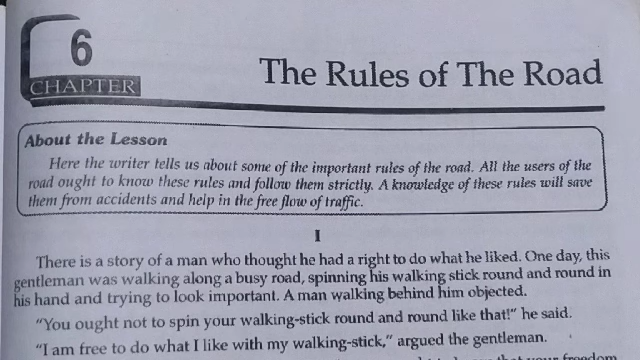 6
CHAPTER
The Rules of The Road
About the Lesson
Here the writer tells us about some of the important rules of the road. All the users of the
road ought to know these rules and follow them strictly. A knowledge of these rules will save
them from accidents and help in the free flow of traffic.
I
There is a story of a man who thought he had a right to do what he liked. One day, this
gentleman was walking along a busy road, spinning his walking stick round and round in
his hand and trying to look important. A man walking behind him objected.
"You ought not to spin your walking-stick round and round like that!" he said.
"I am free to do what I like with my walking-stick," argued the gentleman.
that your freedom